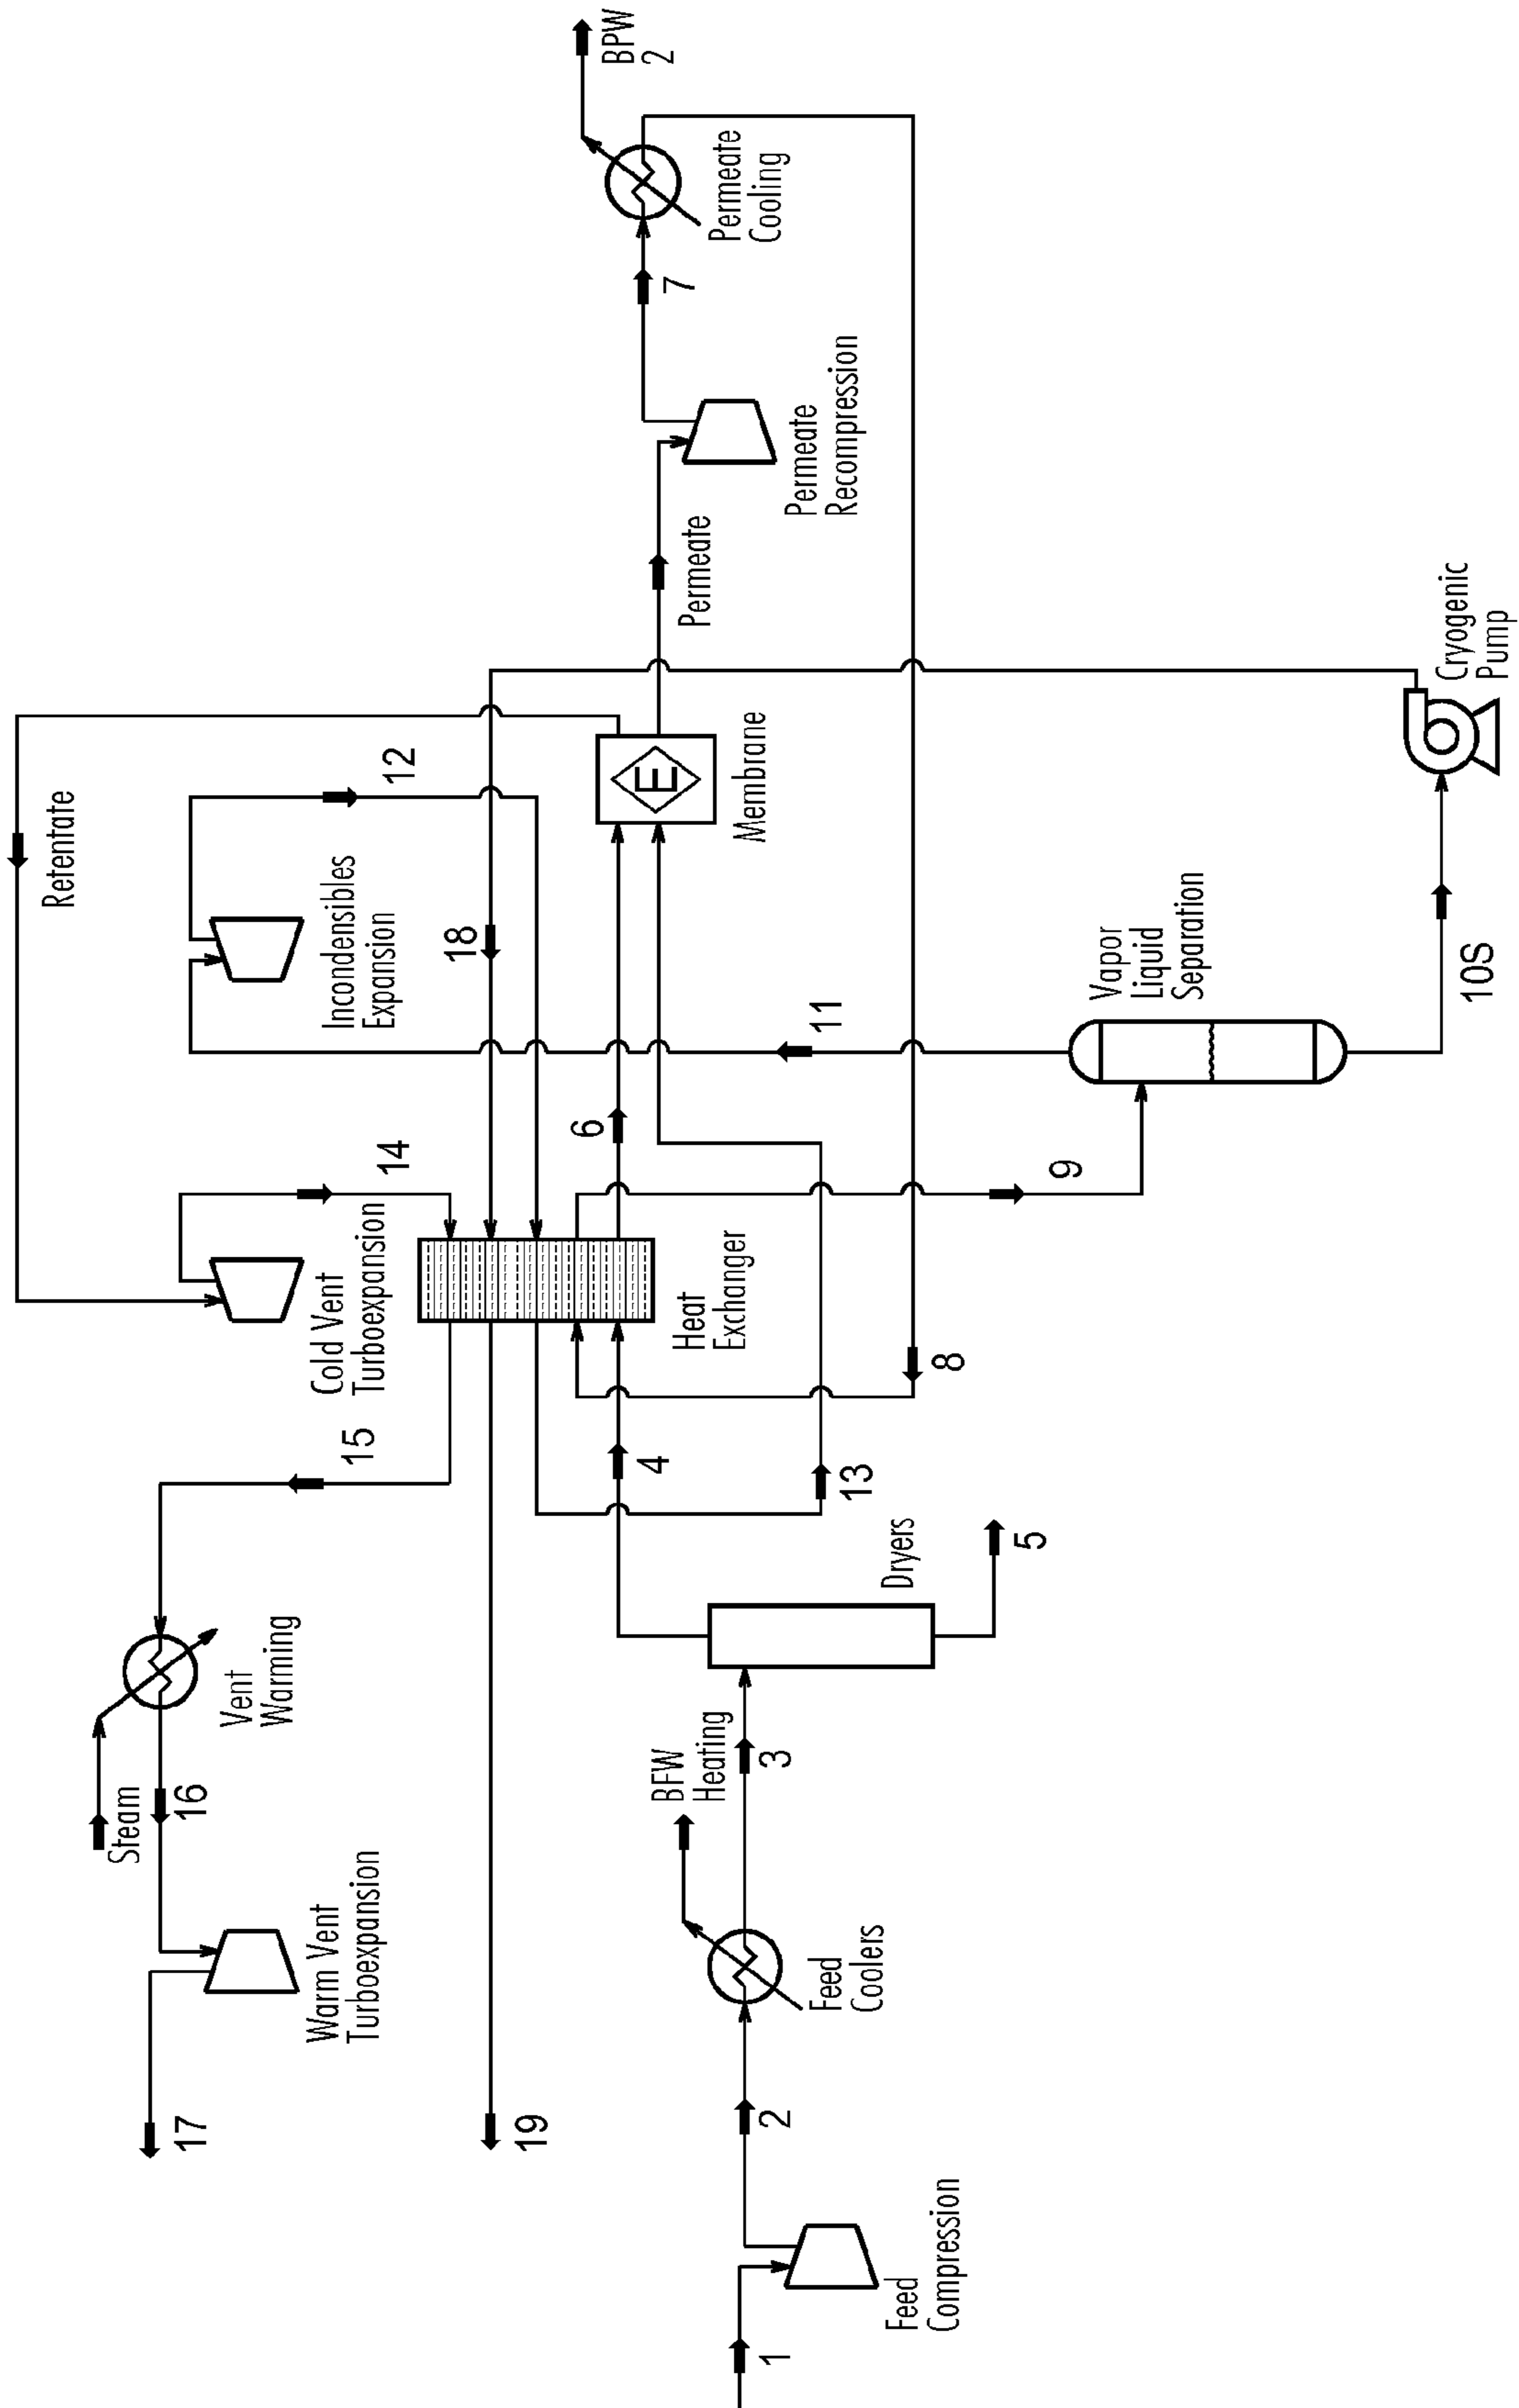 17
Warm Vent
Turboexpansion
16
Steam
Vent
Warming
15
Cold Vent
Turboexpansion
14
Retentate
Incondensibles
Expansion
12
19
18
Heat
Exchanger
6
11
E
Membrane
Permeate
Permeate
Recompression
7
Permeate
Cooling
BPW
2
1
Feed
Compression
2
Feed
Coolers
BFW
Heating
3
Dryers
5
4
13
8
9
Vapor
Liquid
Separation
10S
Cryogenic
Pump